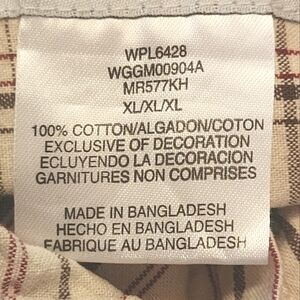 WPL6428
WGGM00904A
MR577KH
XL/XL/XL
100% COTTON/ALGADON/COTON
EXCLUSIVE OF DECORATION
ECLUYENDO LA DECORACION
GARNITURES NON COMPRISES
MADE IN BANGLADESH
HECHO EN BANGLADESH
FABRIQUE AU BANGLADESH